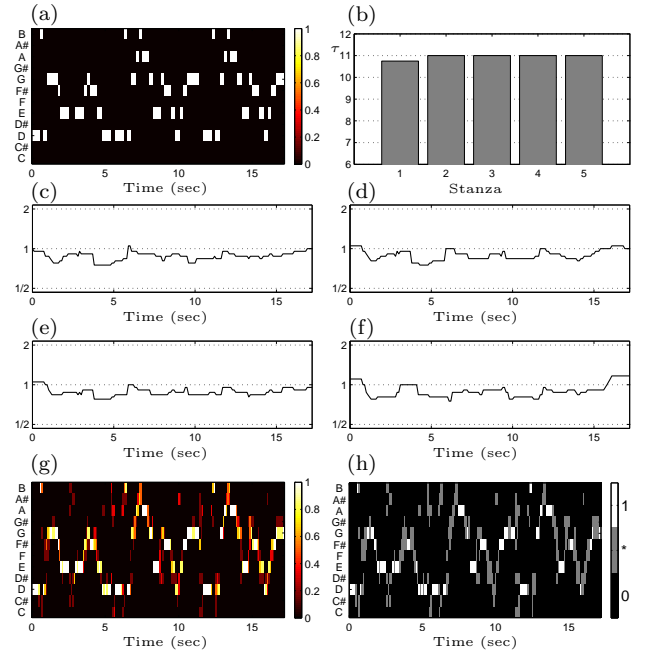 (a)
B
A#
A
G#
G
F#
F
E
D#
D
C#
C
0 5 10 15
Time (sec)
1
0.8
0.6
0.4
0.2
0
(b)
τ
12
11
10
9
8
7
6
1 2 3 4 5
Stanza
(c)
2
1
1/2
0 5 10 15
Time (sec)
(d)
2
1
1/2
0 5 10 15
Time (sec)
(e)
2
1
1/2
0 5 10 15
Time (sec)
(f)
2
1
1/2
0 5 10 15
Time (sec)
(g)
B
A#
A
G#
G
F#
F
E
D#
D
C#
C
0 5 10 15
Time (sec)
1
0.8
0.6
0.4
0.2
0
(h)
B
A#
A
G#
G
F#
F
E
D#
D
C#
C
0 5 10 15
Time (sec)
1
*
0